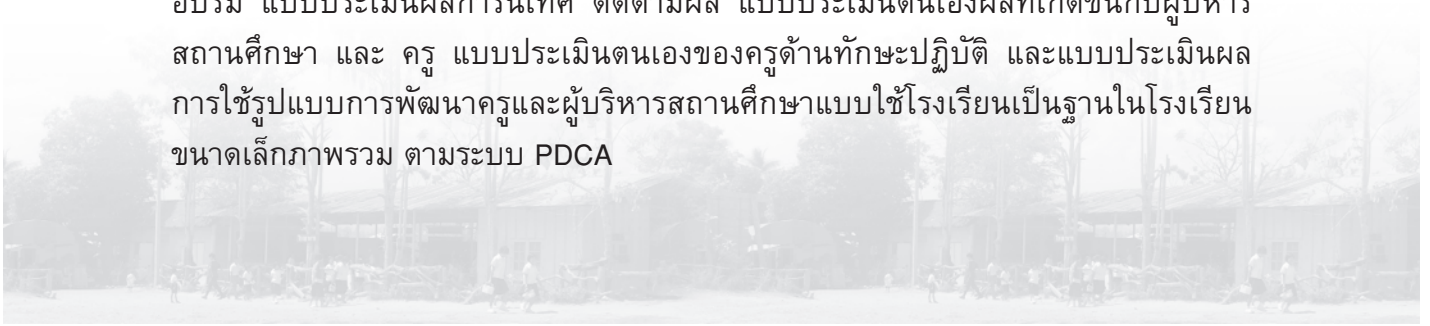 อบรม แบบประเมินผลการนิเทศ ติดตามผล แบบประเมินตนเองผลที่เกิดขึ้นกับผู้บริหาร
สถานศึกษา และ ครู แบบประเมินตนเองของครูด้านทักษะปฏิบัติ และแบบประเมินผล
การใช้รูปแบบการพัฒนาครูและผู้บริหารสถานศึกษาแบบใช้โรงเรียนเป็นฐานในโรงเรียน
ขนาดเล็กภาพรวม ตามระบบ PDCA